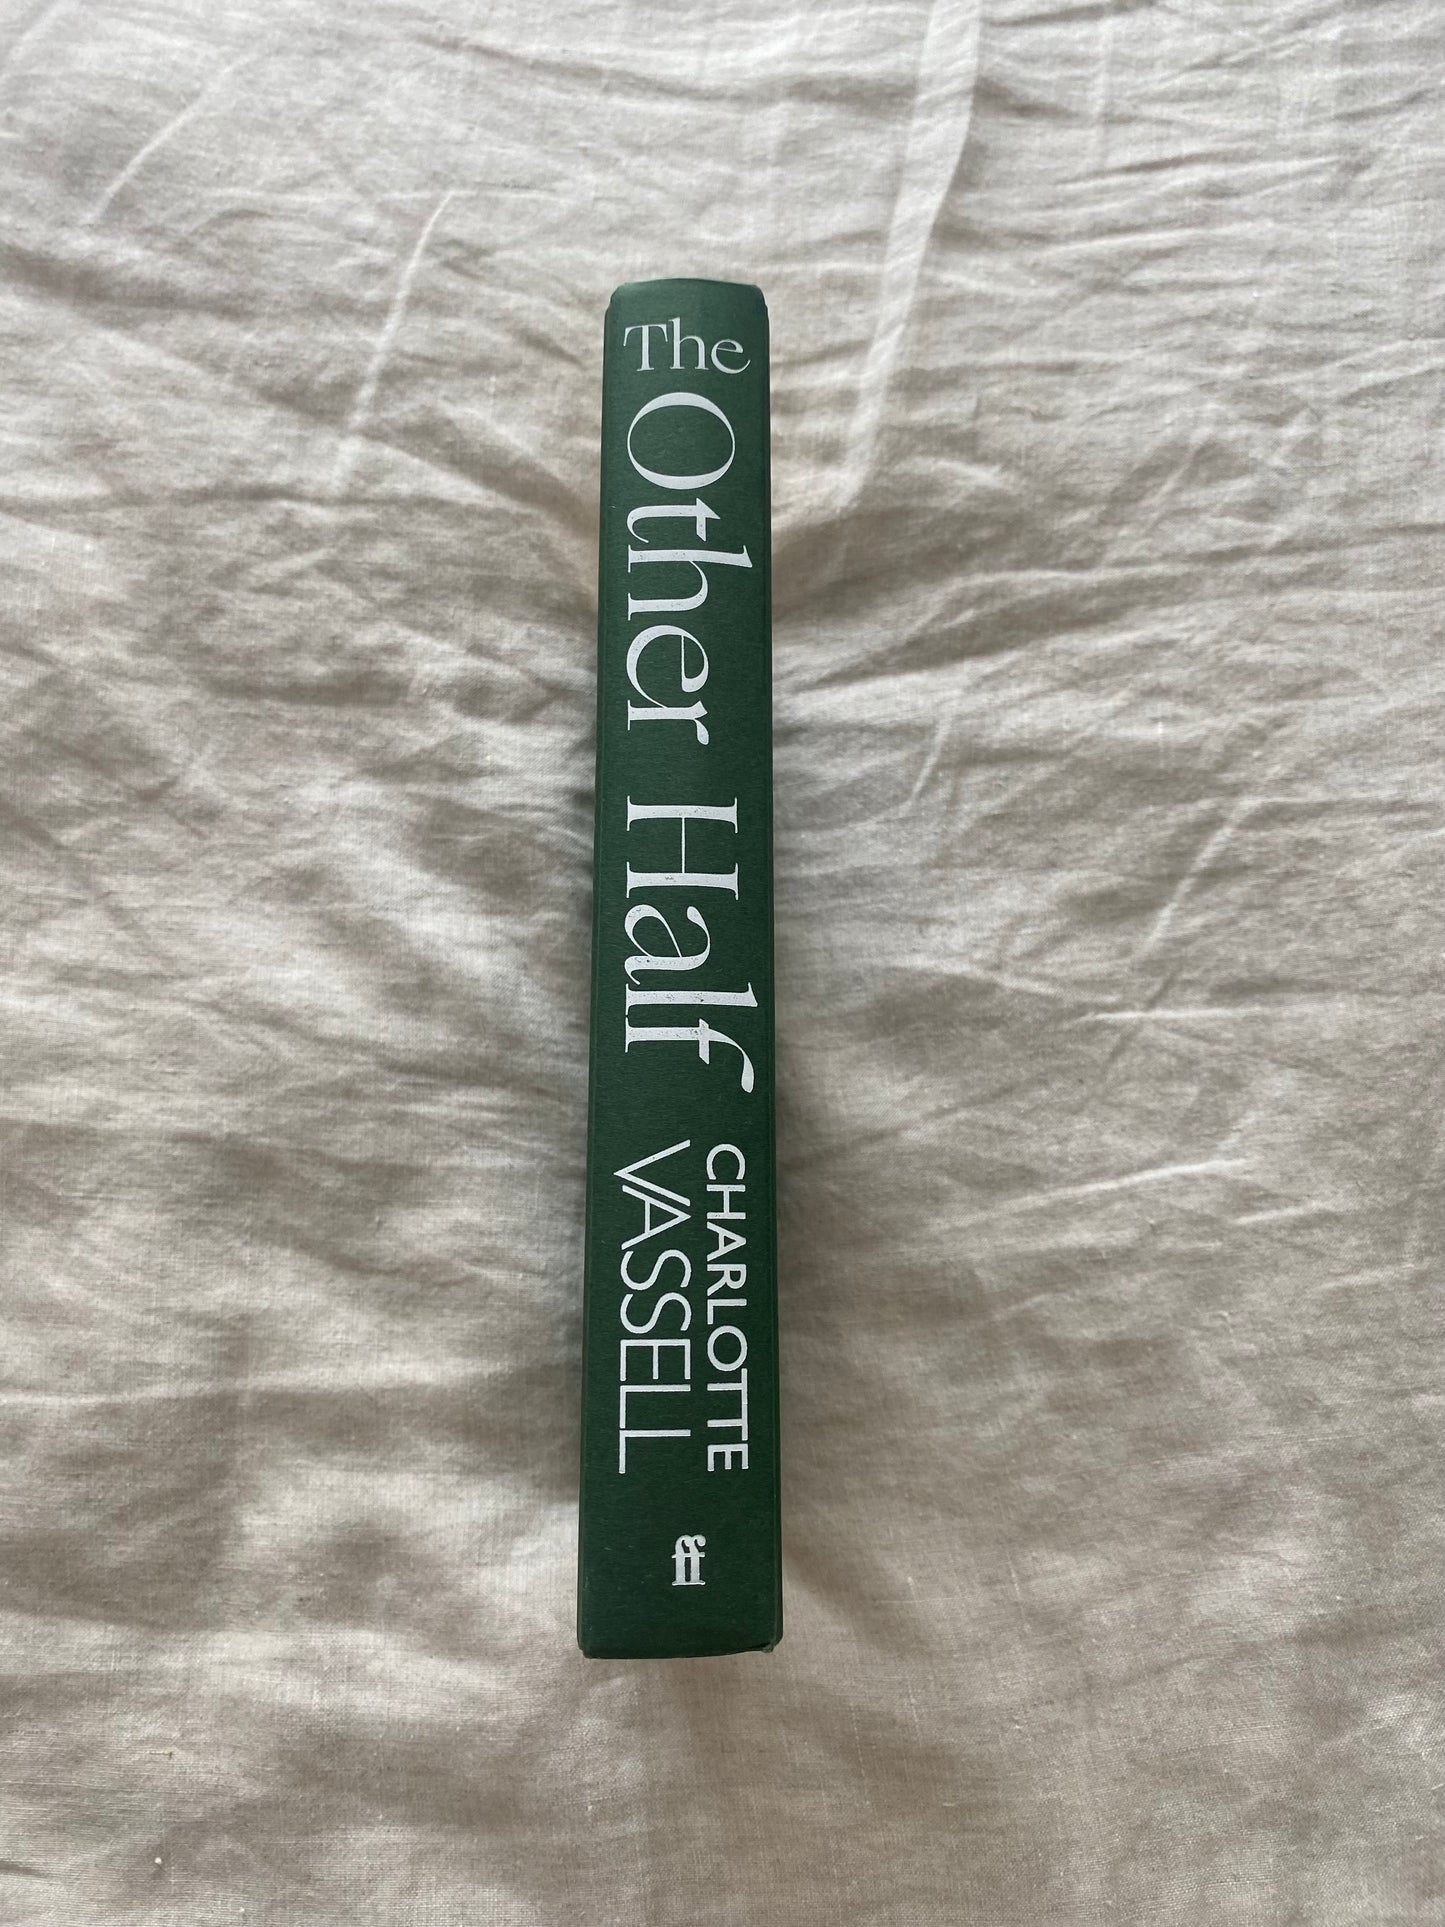 The
Other Half
CHARLOTTE
VASSELL
ff